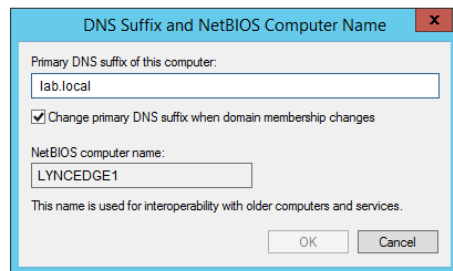 DNS Suffix and NetBIOS Computer Name
x
Primary DNS suffix of this computer:
lab.local
Change primary DNS suffix when domain membership changes
NetBIOS computer name:
LYNCEDGE1
This name is used for interoperability with older computers and services.
OK
Cancel